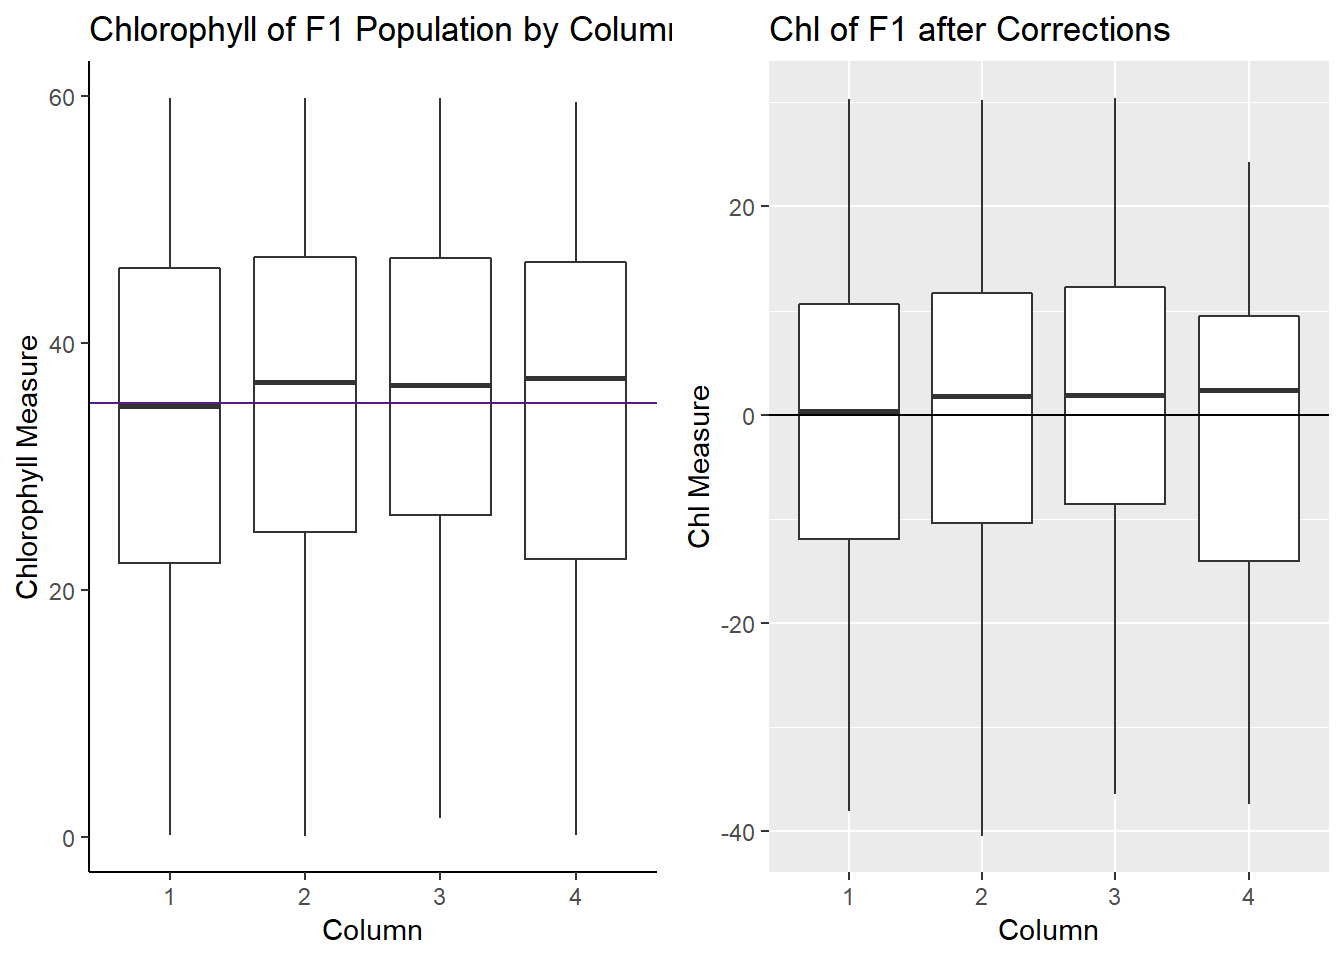 Chlorophyll of F1 Population by Column
Chlorophyll Measure
60
40
20
0
1 2 3 4
Column
Chl of F1 after Corrections
Chl Measure
20
0
-20
-40
1 2 3 4
Column